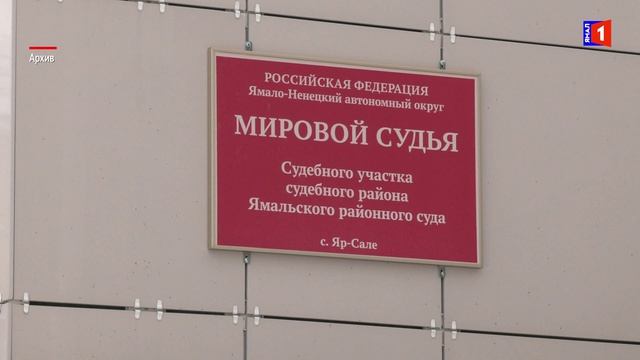 Архив
ЯМАЛ 1
РОССИЙСКАЯ ФЕДЕРАЦИЯ
Ямало-Ненецкий автономный округ
МИРОВОЙ СУДЬЯ
Судебного участка
судебного района
Ямальского районного суда
с. Яр-Сале